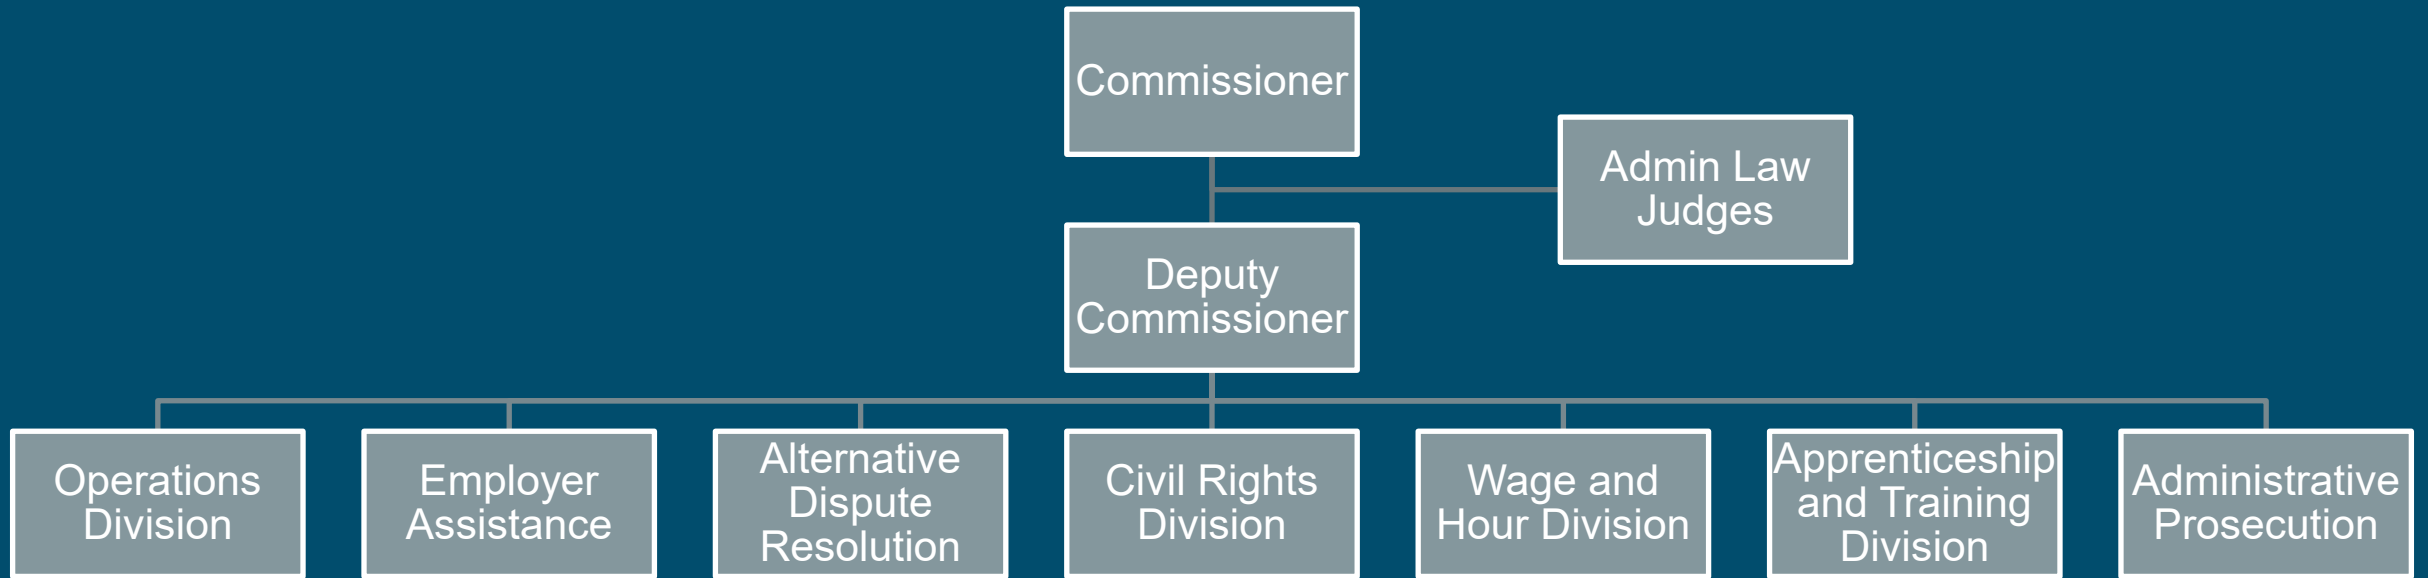 Commissioner
Admin Law
Judges
Deputy
Commissioner
Operations
Division
Employer
Assistance
Alternative
Dispute
Resolution
Civil Rights
Division
Wage and
Hour Division
Apprenticeship
and Training
Division
Administrative
Prosecution